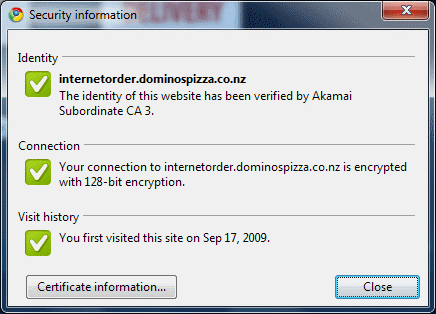 DELIVERY
Security information
Identity
internetorder.dominospizza.co.nz
The identity of this website has been verified by Akamai
Subordinate CA 3.
Connection
Your connection to internetorder.dominospizza.co.nz is encrypted
with 128-bit encryption.
Visit history
You first visited this site on Sep 17, 2009.
Certificate information...
Close